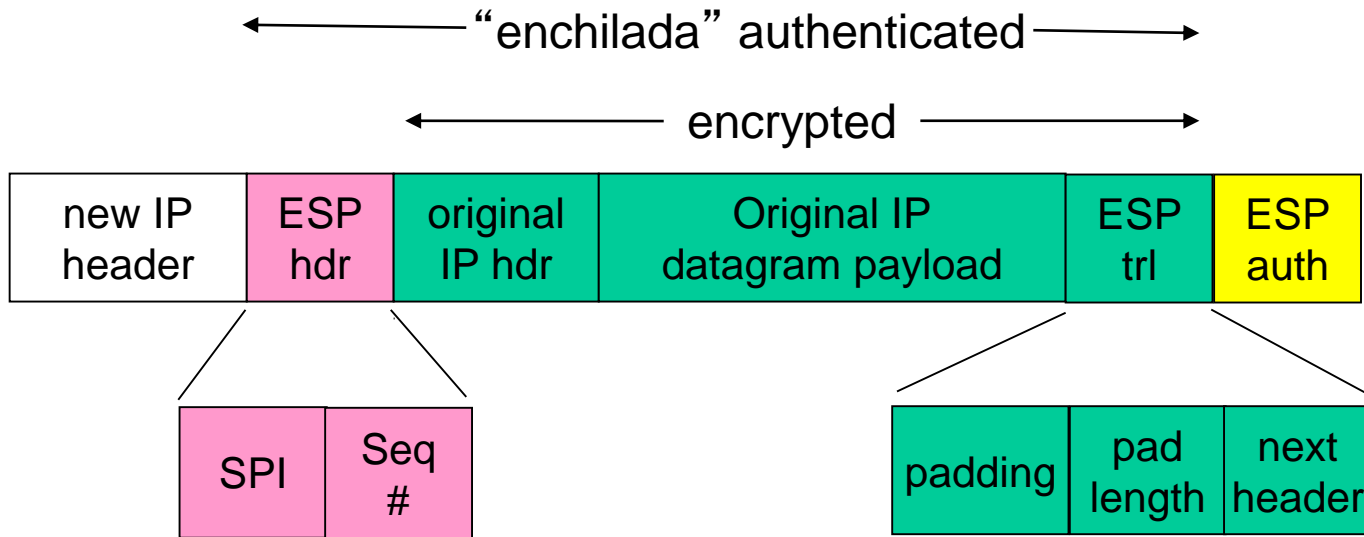 “enchilada” authenticated
encrypted
new IP
header
ESP
hdr
original
IP hdr
Original IP
datagram payload
ESP
trl
ESP
auth
SPI
Seq
#
padding
pad
length
next
header